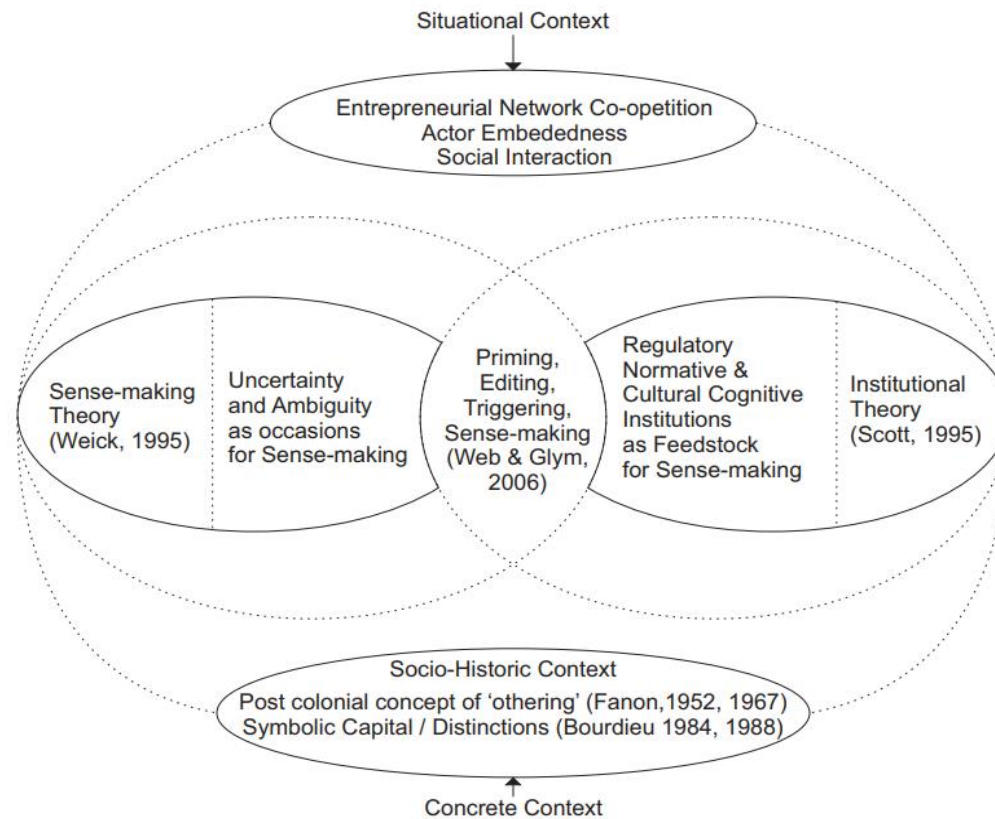 Situational Context
Entrepreneurial Network Co-opetition
Actor Embededness
Social Interaction
Sense-making
Theory
(Weick, 1995)
Uncertainty
and Ambiguity
as occasions
for Sense-making
Priming,
Editing,
Triggering,
Sense-making
(Web & Glym,
2006)
Regulatory
Normative &
Cultural Cognitive
Institutions
as Feedstock
for Sense-making
Institutional
Theory
(Scott, 1995)
Socio-Historic Context
Post colonial concept of ‘othering’ (Fanon,1952, 1967)
Symbolic Capital / Distinctions (Bourdieu 1984, 1988)
Concrete Context